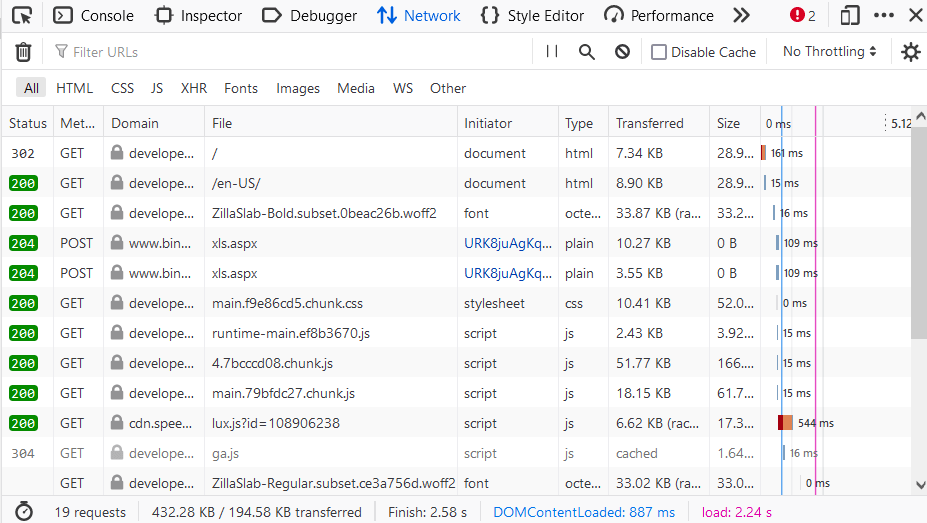 Console Inspector Debugger Network Style Editor Performance 2
Filter URLs Disable Cache No Throttling
All HTML CSS JS XHR Fonts Images Media WS Other
Status Met... Domain File Initiator Type Transferred Size 0 ms 5.12
302 GET develope... / document html 7.34 KB 28.9... 161 ms
200 GET develope... /en-US/ document html 8.90 KB 28.9... 15 ms
200 GET develope... ZillaSlab-Bold.subset.0beac26b.woff2 font octe... 33.87 KB (ra... 33.2... 16 ms
204 POST www.bin... xls.aspx URK8juAgKq... plain 10.27 KB 0 B 109 ms
204 POST www.bin... xls.aspx URK8juAgKq... plain 3.55 KB 0 B 109 ms
200 GET develope... main.f9e86cd5.chunk.css stylesheet css 10.41 KB 52.0... 0 ms
200 GET develope... runtime-main.ef8b3670.js script js 2.43 KB 3.92... 15 ms
200 GET develope... 4.7bcccd08.chunk.js script js 51.77 KB 166.... 15 ms
200 GET develope... main.79bfdc27.chunk.js script js 18.15 KB 61.7... 15 ms
200 GET cdn.spee... lux.js?id=108906238 script js 6.62 KB (rac... 17.3... 544 ms
304 GET develope... ga.js script js cached 1.64... 16 ms
GET develope... ZillaSlab-Regular.subset.ce3a756d.woff2 font octe... 33.02 KB (ra... 33.0... 0 ms
19 requests 432.28 KB / 194.58 KB transferred Finish: 2.58 s DOMContentLoaded: 887 ms load: 2.24 s